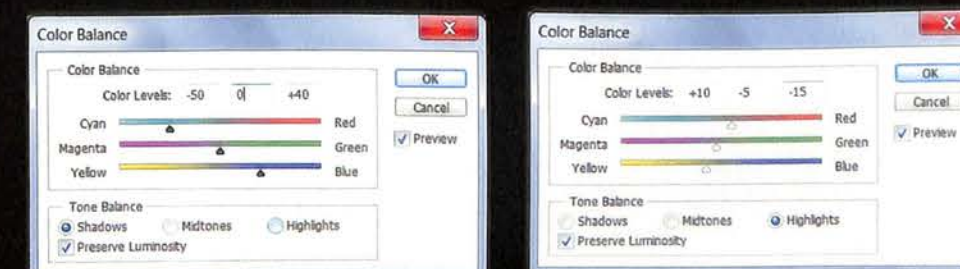 Color Balance
Color Balance
Color Levels: -50 0 +40
Cyan Red
Magenta Green
Yellow Blue
OK
Cancel
Preview
Tone Balance
Shadows Midtones Highlights
Preserve Luminosity
Color Balance
Color Balance
Color Levels: +10 -5 -15
Cyan Red
Magenta Green
Yellow Blue
OK
Cancel
Preview
Tone Balance
Shadows Midtones Highlights
Preserve Luminosity